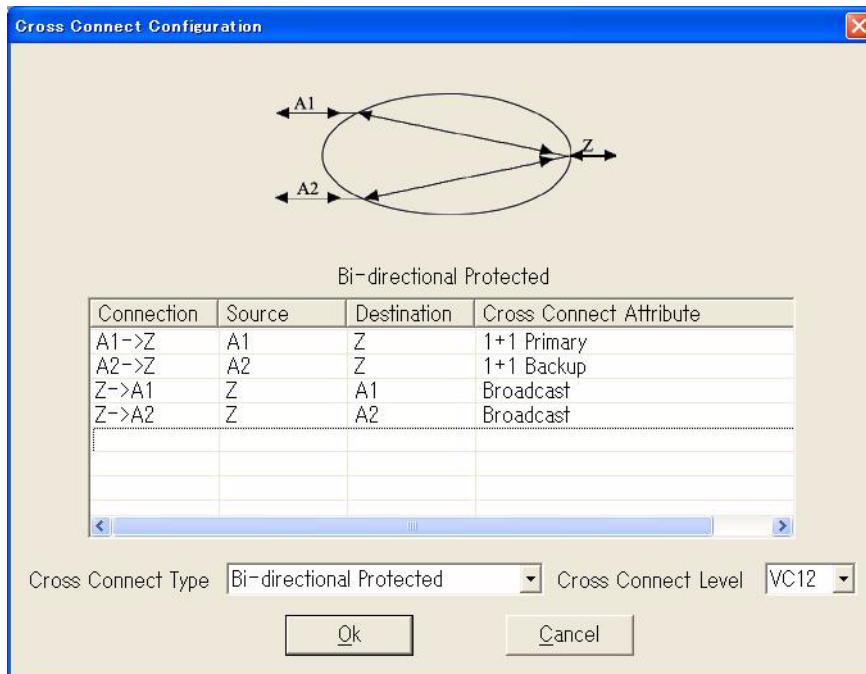 Cross Connect Configuration
A1
Z
A2
Bi-directional Protected
Connection Source Destination Cross Connect Attribute
A1->Z A1 Z 1+1 Primary
A2->Z A2 Z 1+1 Backup
Z->A1 Z A1 Broadcast
Z->A2 Z A2 Broadcast
Cross Connect Type Bi-directional Protected Cross Connect Level VC12
Ok Cancel